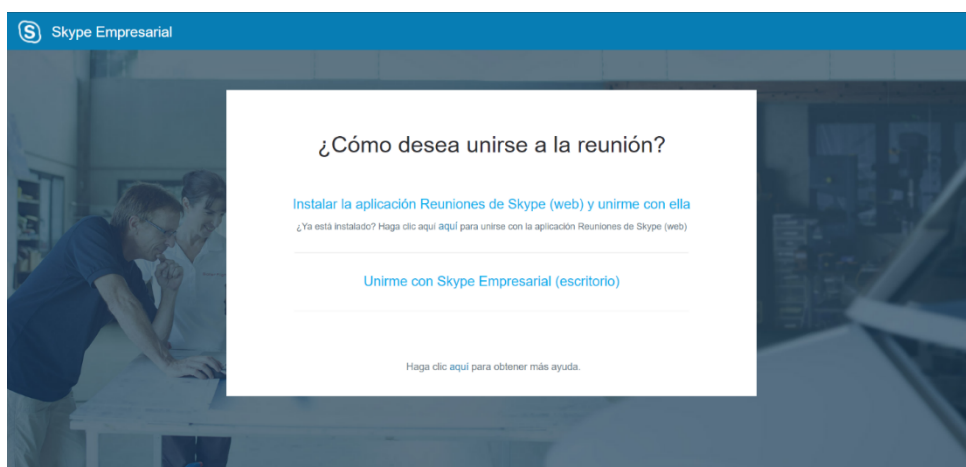 Skype Empresarial
¿Cómo desea unirse a la reunión?
Instalar la aplicación Reuniones de Skype (web) y unirme con ella
¿Ya está instalado? Haga clic aquí aquí para unirse con la aplicación Reuniones de Skype (web)
Unirme con Skype Empresarial (escritorio)
Haga clic aquí para obtener más ayuda.